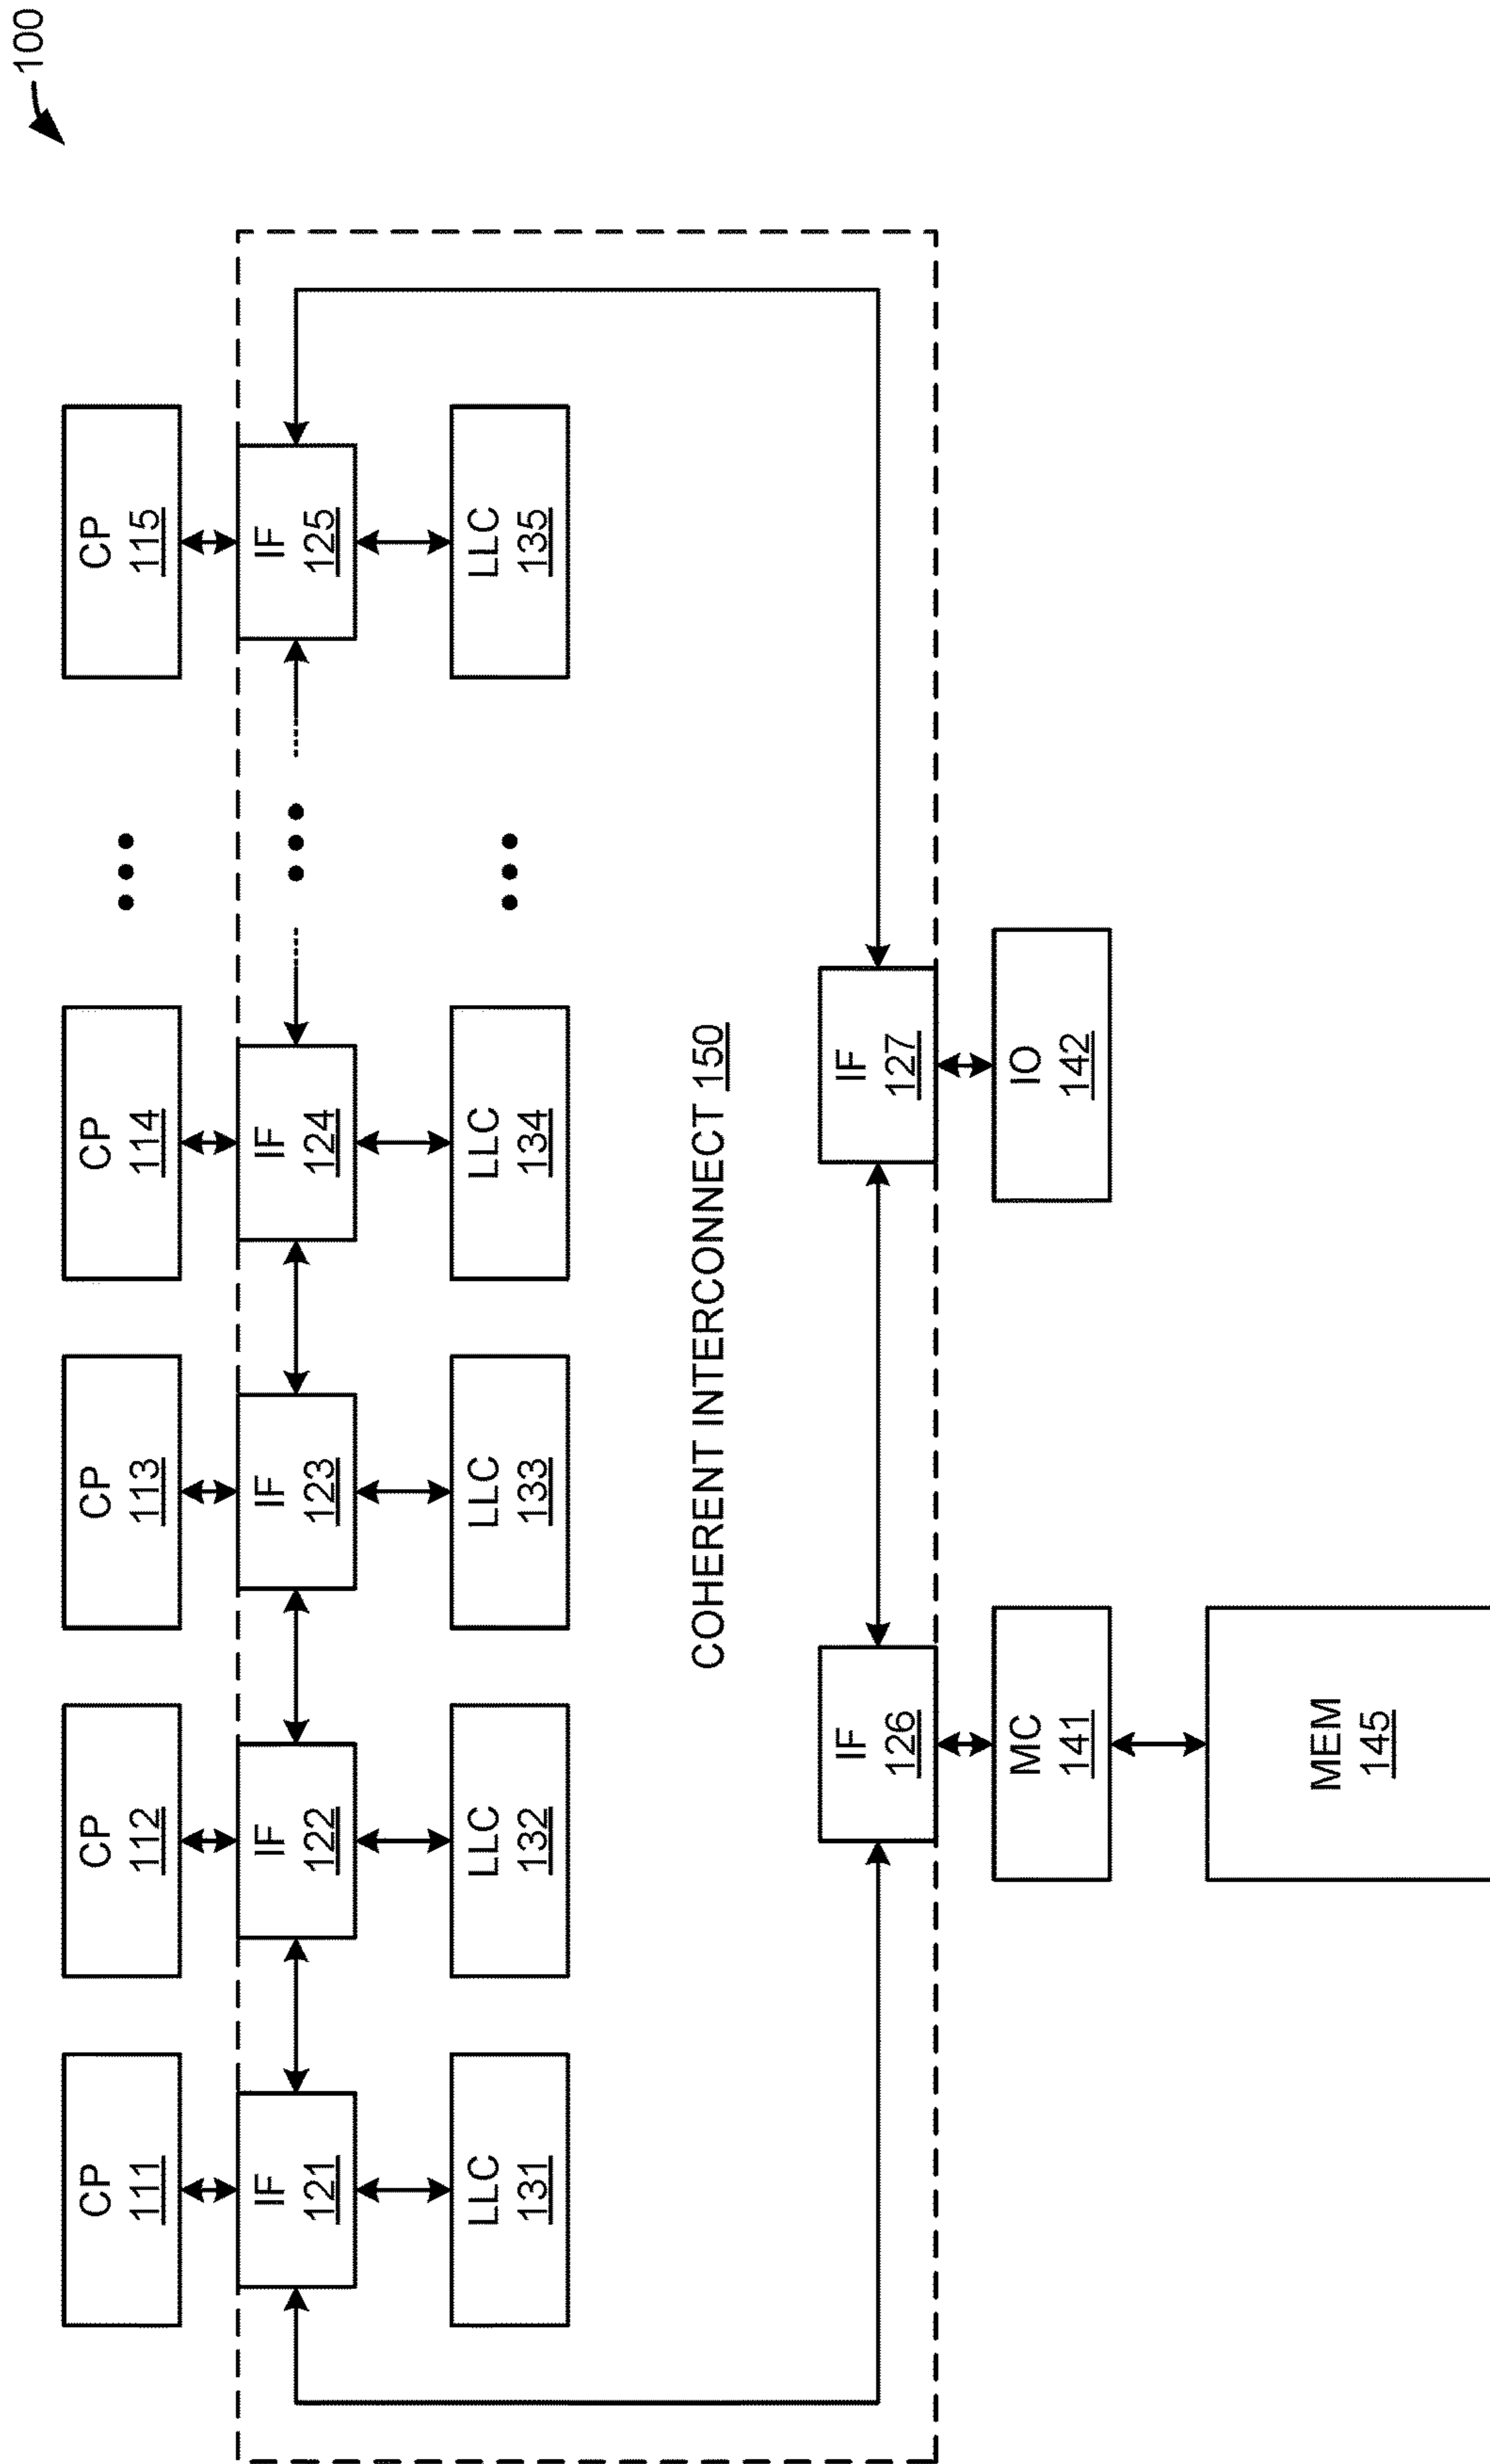 100
CP
111
CP
112
CP
113
CP
114
CP
115
IF
121
IF
122
IF
123
IF
124
IF
125
LLC
131
LLC
132
LLC
133
LLC
134
LLC
135
COHERENT INTERCONNECT 150
IF
126
IF
127
MC
141
IO
142
MEM
145